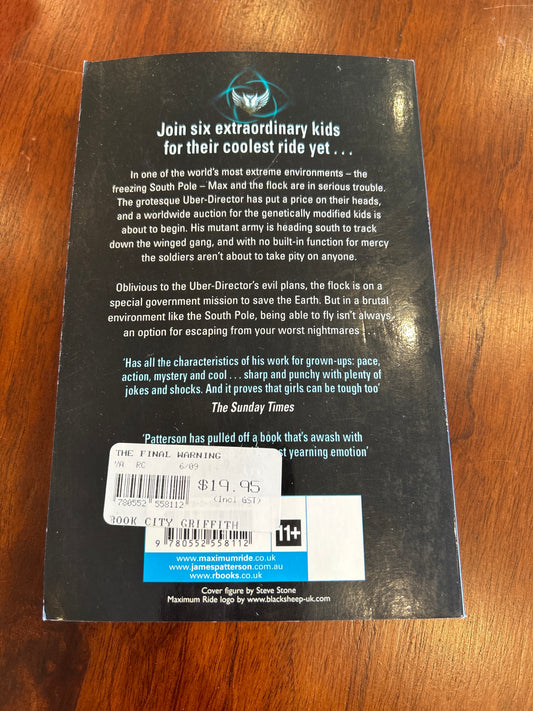 Join six extraordinary kids
for their coolest ride yet . . .
In one of the world's most extreme environments – the
freezing South Pole – Max and the flock are in serious trouble.
The grotesque Uber-Director has put a price on their heads,
and a worldwide auction for the genetically modified kids is
about to begin. His mutant army is heading south to track
down the winged gang, and with no built-in function for mercy
the soldiers aren't about to take pity on anyone.
Oblivious to the Uber-Director's evil plans, the flock is on a
special government mission to save the Earth. But in a brutal
environment like the South Pole, being able to fly isn't always
an option for escaping from your worst nightmares . . .
'Has all the characteristics of his work for grown-ups: pace,
action, mystery and cool . . . sharp and punchy with plenty of
jokes and shocks. And it proves that girls can be tough too'
The Sunday Times
'Patterson has pulled off a book that's awash with
yearning emotion'
THE FINAL WARNING
YA RC 6/09
$19.95
(Incl GST)
9 780552 558112
BOOK CITY GRIFFITH
11+
9 780552 558112
www.maximumride.co.uk
www.jamespatterson.com.au
www.rbooks.co.uk
Cover figure by Steve Stone
Maximum Ride logo by www.blacksheep-uk.com